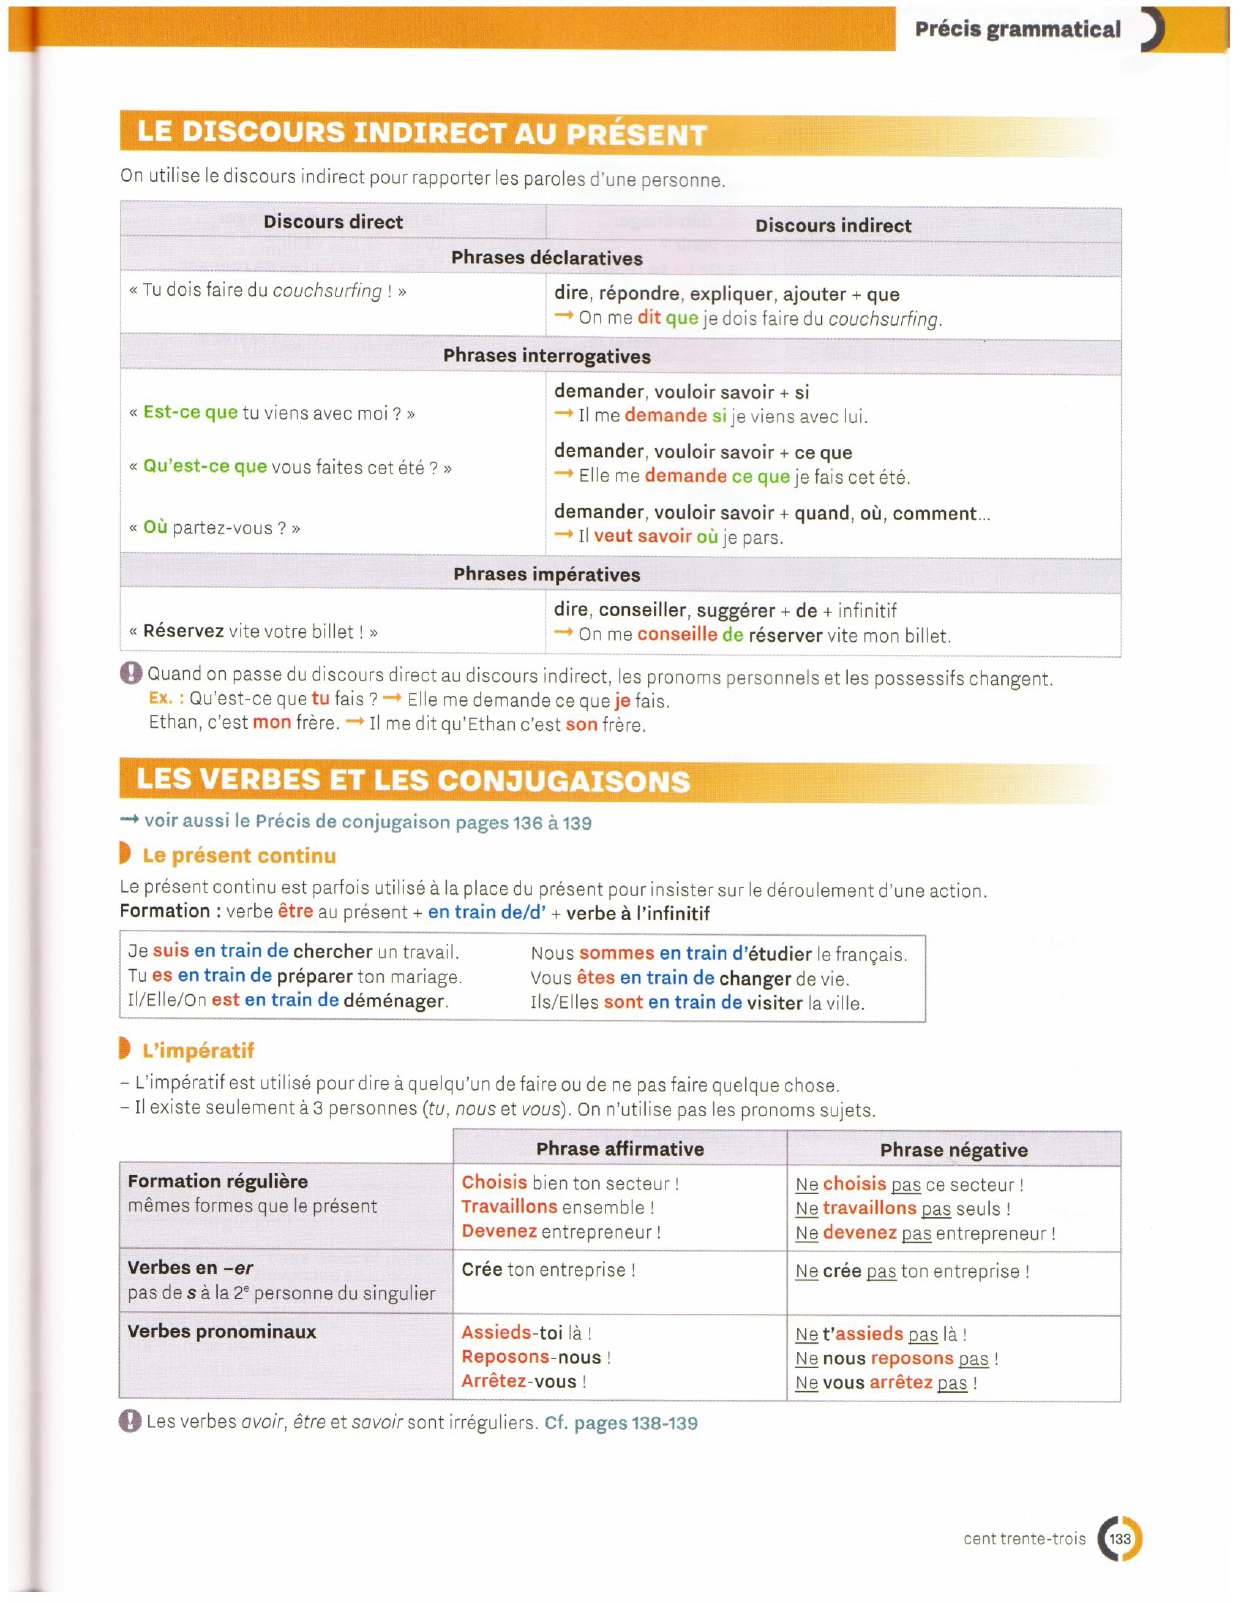 Précis grammatical
LE DISCOURS INDIRECT AU PRÉSENT
On utilise le discours indirect pour rapporter les paroles d'une personne.
Discours direct Discours indirect
Phrases déclaratives
« Tu dois faire du couchsurfing ! » dire, répondre, expliquer, ajouter + que
→ On me dit que je dois faire du couchsurfing.
Phrases interrogatives
demander, vouloir savoir + si
« Est-ce que tu viens avec moi ? » → Il me demande si je viens avec lui.
demander, vouloir savoir + ce que
« Qu'est-ce que vous faites cet été ? » → Elle me demande ce que je fais cet été.
demander, vouloir savoir + quand, où, comment...
« Où partez-vous ? » → Il veut savoir où je pars.
Phrases impératives
dire, conseiller, suggérer + de + infinitif
« Réservez vite votre billet ! » → On me conseille de réserver vite mon billet.
! Quand on passe du discours direct au discours indirect, les pronoms personnels et les possessifs changent.
Ex. : Qu'est-ce que tu fais ? → Elle me demande ce que je fais.
Ethan, c'est mon frère. → Il me dit qu'Ethan c'est son frère.
LES VERBES ET LES CONJUGAISONS
→ voir aussi le Précis de conjugaison pages 136 à 139
Le présent continu
Le présent continu est parfois utilisé à la place du présent pour insister sur le déroulement d'une action.
Formation : verbe être au présent + en train de/d' + verbe à l'infinitif
Je suis en train de chercher un travail. Nous sommes en train d'étudier le français.
Tu es en train de préparer ton mariage. Vous êtes en train de changer de vie.
Il/Elle/On est en train de déménager. Ils/Elles sont en train de visiter la ville.
L'impératif
– L'impératif est utilisé pour dire à quelqu'un de faire ou de ne pas faire quelque chose.
– Il existe seulement à 3 personnes (tu, nous et vous). On n'utilise pas les pronoms sujets.
Phrase affirmative Phrase négative
Formation régulière Choisis bien ton secteur ! Ne choisis pas ce secteur !
mêmes formes que le présent Travaillons ensemble ! Ne travaillons pas seuls !
Devenez entrepreneur ! Ne devenez pas entrepreneur !
Verbes en –er Crée ton entreprise ! Ne crée pas ton entreprise !
pas de s à la 2e personne du singulier
Verbes pronominaux Assieds-toi là ! Ne t'assieds pas là !
Reposons-nous ! Ne nous reposons pas !
Arrêtez-vous ! Ne vous arrêtez pas !
! Les verbes avoir, être et savoir sont irréguliers. Cf. pages 138-139
cent trente-trois 133